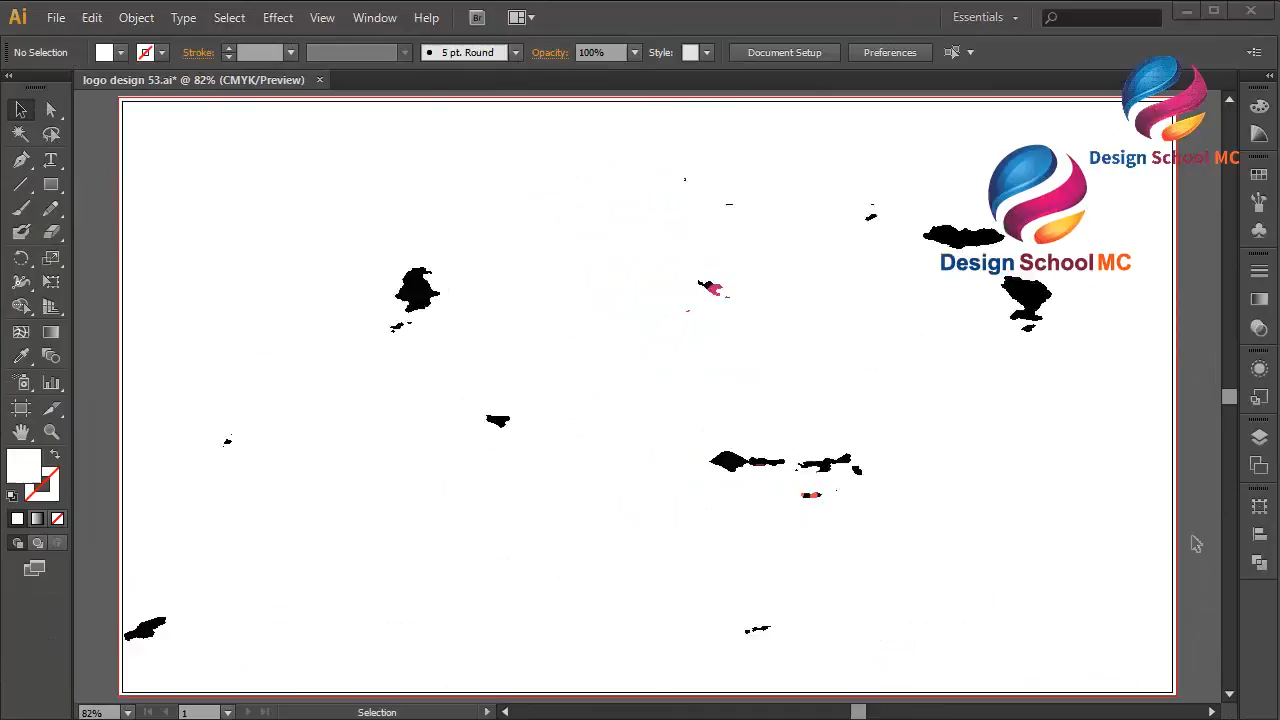 Ai File Edit Object Type Select Effect View Window Help Br Essentials
No Selection Stroke: 5 pt. Round Opacity: 100% Style: Document Setup Preferences
logo design 53.ai* @ 82% (CMYK/Preview)
Design School MC
Design School MC
82% 1 Selection